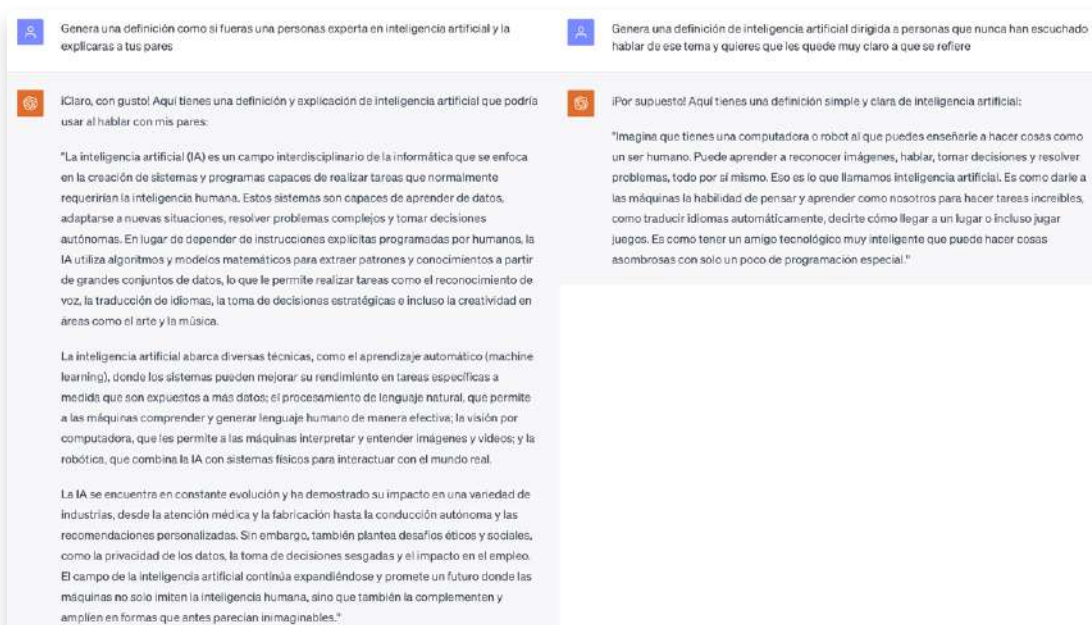 Genera una definición como si fueras una personas experta en inteligencia artificial y la
explicaras a tus pares
¡Claro, con gusto! Aquí tienes una definición y explicación de inteligencia artificial que podría
usar al hablar con mis pares:
"La inteligencia artificial (IA) es un campo interdisciplinario de la informática que se enfoca
en la creación de sistemas y programas capaces de realizar tareas que normalmente
requerirían la inteligencia humana. Estos sistemas son capaces de aprender de datos,
adaptarse a nuevas situaciones, resolver problemas complejos y tomar decisiones
autónomas. En lugar de depender de instrucciones explícitas programadas por humanos, la
IA utiliza algoritmos y modelos matemáticos para extraer patrones y conocimientos a partir
de grandes conjuntos de datos, lo que le permite realizar tareas como el reconocimiento de
voz, la traducción de idiomas, la toma de decisiones estratégicas e incluso la creatividad en
áreas como el arte y la música.
La inteligencia artificial abarca diversas técnicas, como el aprendizaje automático (machine
learning), donde los sistemas pueden mejorar su rendimiento en tareas específicas a
medida que son expuestos a más datos; el procesamiento de lenguaje natural, que permite
a las máquinas comprender y generar lenguaje humano de manera efectiva; la visión por
computadora, que les permite a las máquinas interpretar y entender imágenes y videos; y la
robótica, que combina la IA con sistemas físicos para interactuar con el mundo real.
La IA se encuentra en constante evolución y ha demostrado su impacto en una variedad de
industrias, desde la atención médica y la fabricación hasta la conducción autónoma y las
recomendaciones personalizadas. Sin embargo, también plantea desafíos éticos y sociales,
como la privacidad de los datos, la toma de decisiones sesgadas y el impacto en el empleo.
El campo de la inteligencia artificial continúa expandiéndose y promete un futuro donde las
máquinas no solo imiten la inteligencia humana, sino que también la complementen y
amplíen en formas que antes parecían inimaginables."
Genera una definición de inteligencia artificial dirigida a personas que nunca han escuchado
hablar de ese tema y quieres que les quede muy claro a que se refiere
¡Por supuesto! Aquí tienes una definición simple y clara de inteligencia artificial:
"Imagina que tienes una computadora o robot al que puedes enseñarle a hacer cosas como
un ser humano. Puede aprender a reconocer imágenes, hablar, tomar decisiones y resolver
problemas, todo por sí mismo. Eso es lo que llamamos inteligencia artificial. Es como darle a
las máquinas la habilidad de pensar y aprender como nosotros para hacer tareas increíbles,
como traducir idiomas automáticamente, decirte cómo llegar a un lugar o incluso jugar
juegos. Es como tener un amigo tecnológico muy inteligente que puede hacer cosas
asombrosas con solo un poco de programación especial."